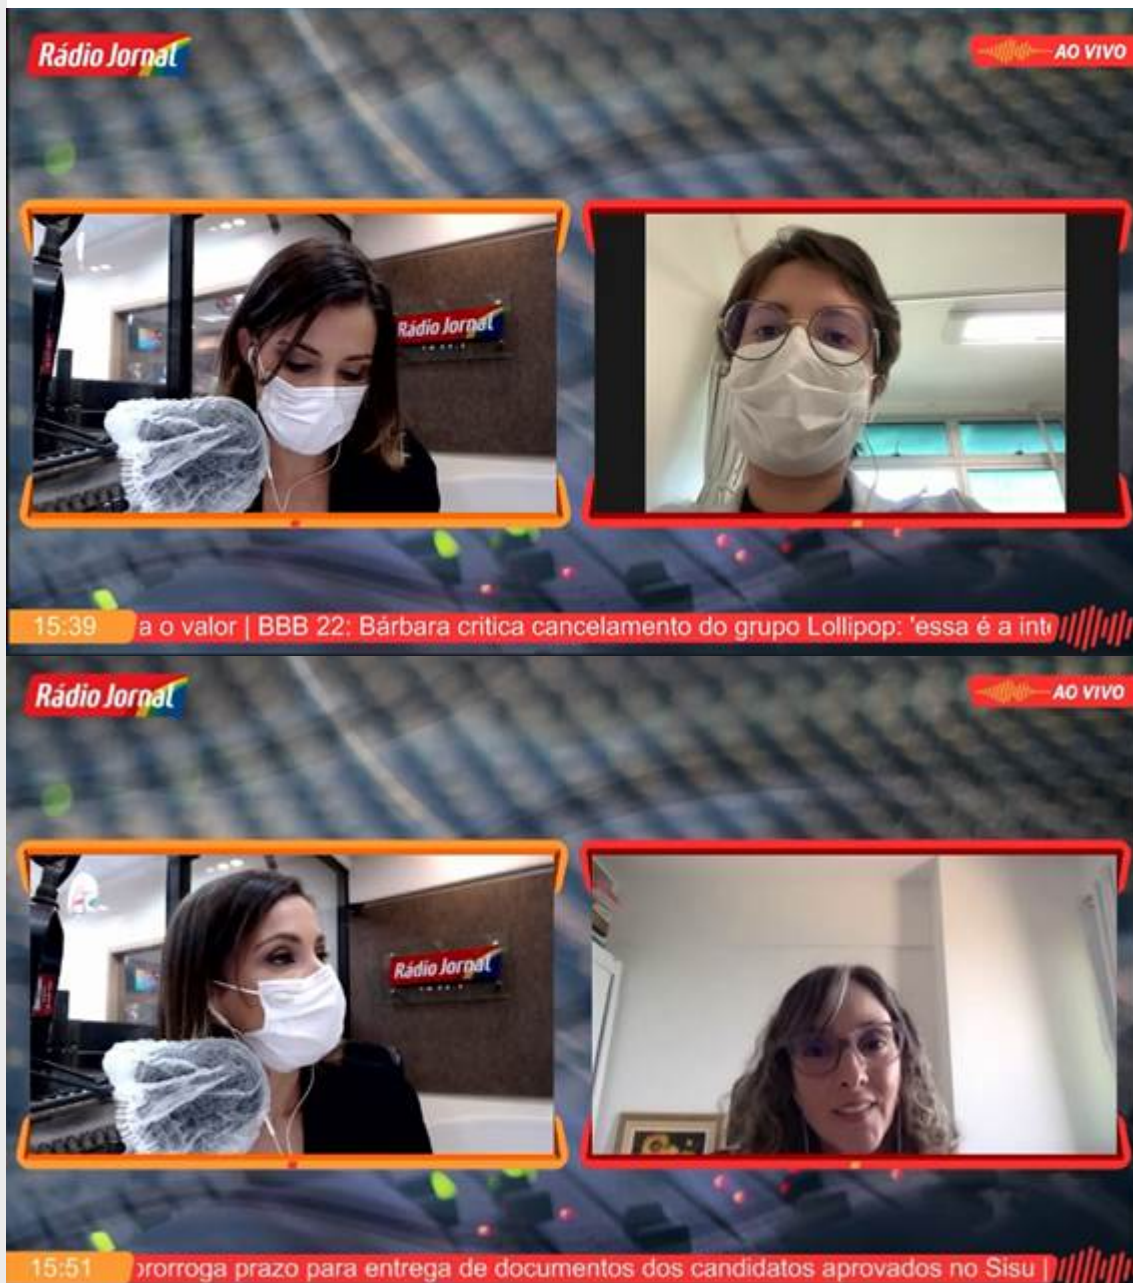 Rádio Jornal
AO VIVO
Rádio Jornal
15:39
a o valor | BBB 22: Bárbara critica cancelamento do grupo Lollipop: 'essa é a inte
Rádio Jornal
AO VIVO
Rádio Jornal
15:51
prorroga prazo para entrega de documentos dos candidatos aprovados no Sisu |